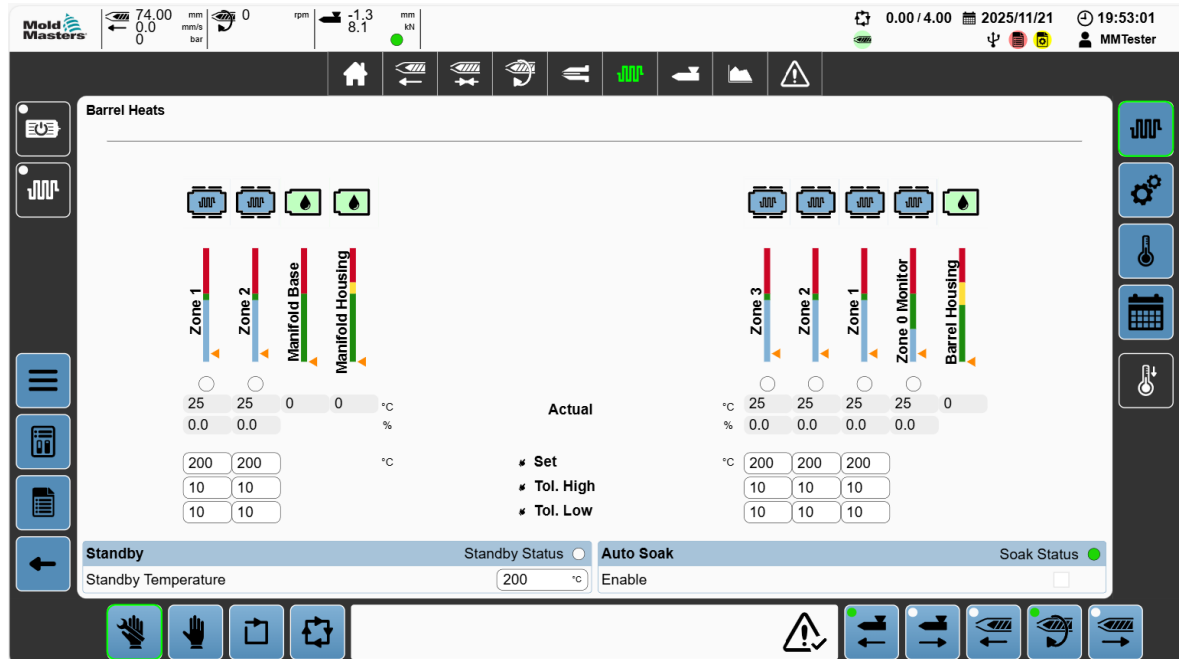 Mold
Masters
74.00 mm
0.0 mm/s
0 bar
0 rpm
-1.3 mm
8.1 kN
0.00 / 4.00
2025/11/21
19:53:01
MMTester
Barrel Heats
Zone 1
Zone 2
Manifold Base
Manifold Housing
Zone 3
Zone 2
Zone 1
Zone 0 Monitor
Barrel Housing
25 25 0 0 °C Actual °C 25 25 25 25 0
0.0 0.0 % % 0.0 0.0 0.0 0.0
200 200 °C Set °C 200 200 200
10 10 Tol. High 10 10 10
10 10 Tol. Low 10 10 10
Standby Standby Status Auto Soak Soak Status
Standby Temperature 200 °C Enable